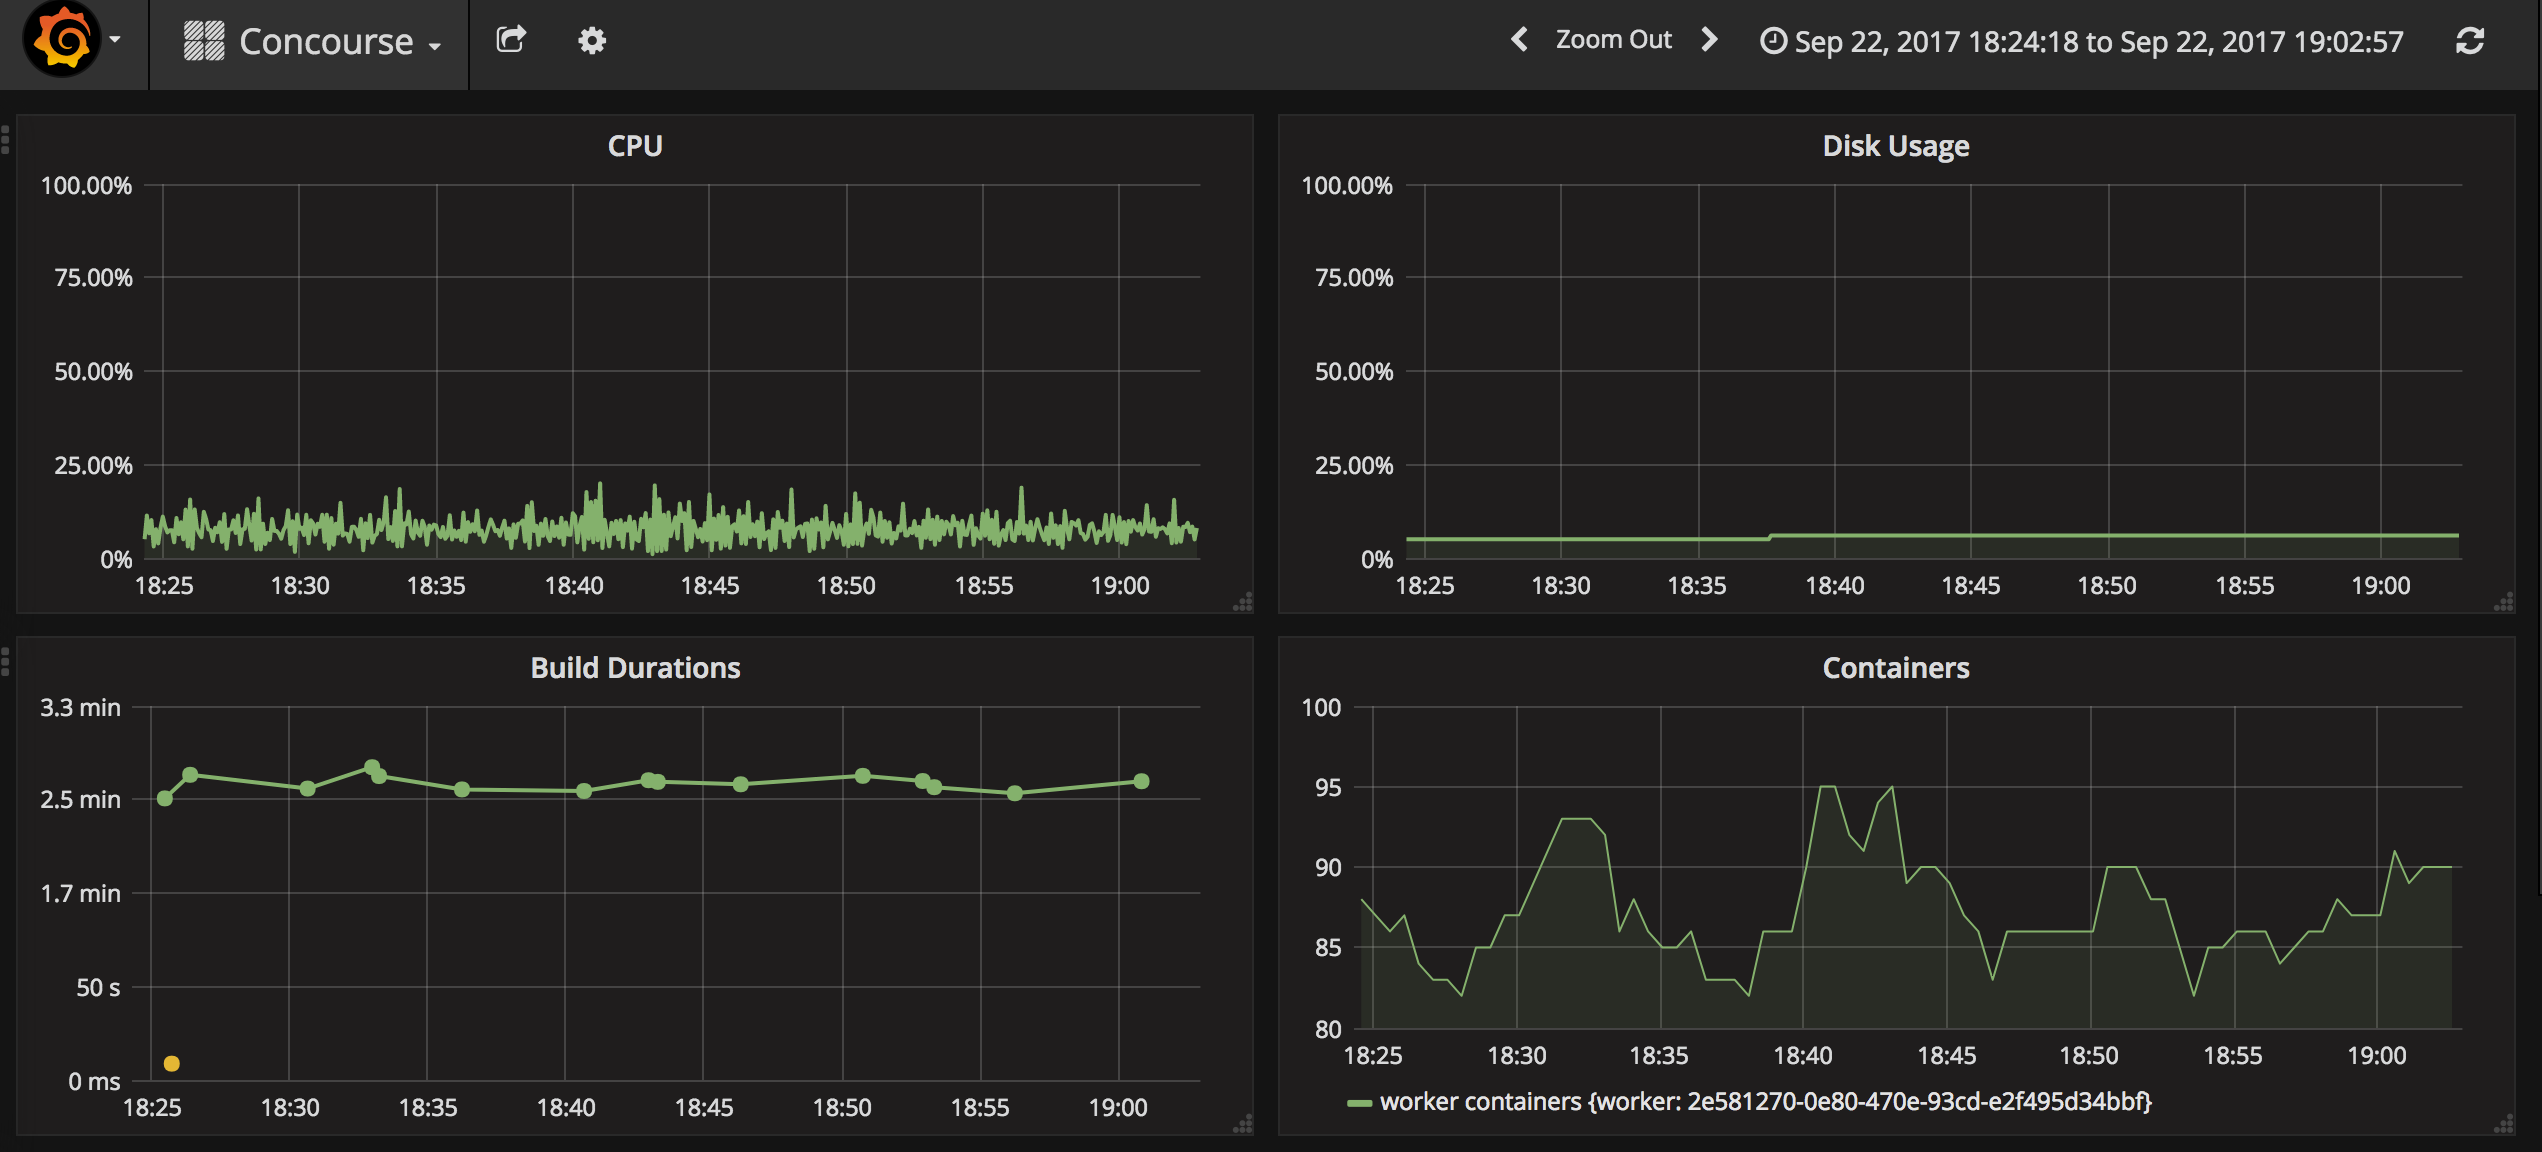 Concourse
Zoom Out
Sep 22, 2017 18:24:18 to Sep 22, 2017 19:02:57
CPU
100.00%
75.00%
50.00%
25.00%
0%
18:25 18:30 18:35 18:40 18:45 18:50 18:55 19:00
Disk Usage
100.00%
75.00%
50.00%
25.00%
0%
18:25 18:30 18:35 18:40 18:45 18:50 18:55 19:00
Build Durations
3.3 min
2.5 min
1.7 min
50 s
0 ms
18:25 18:30 18:35 18:40 18:45 18:50 18:55 19:00
Containers
100
95
90
85
80
18:25 18:30 18:35 18:40 18:45 18:50 18:55 19:00
worker containers {worker: 2e581270-0e80-470e-93cd-e2f495d34bbf}